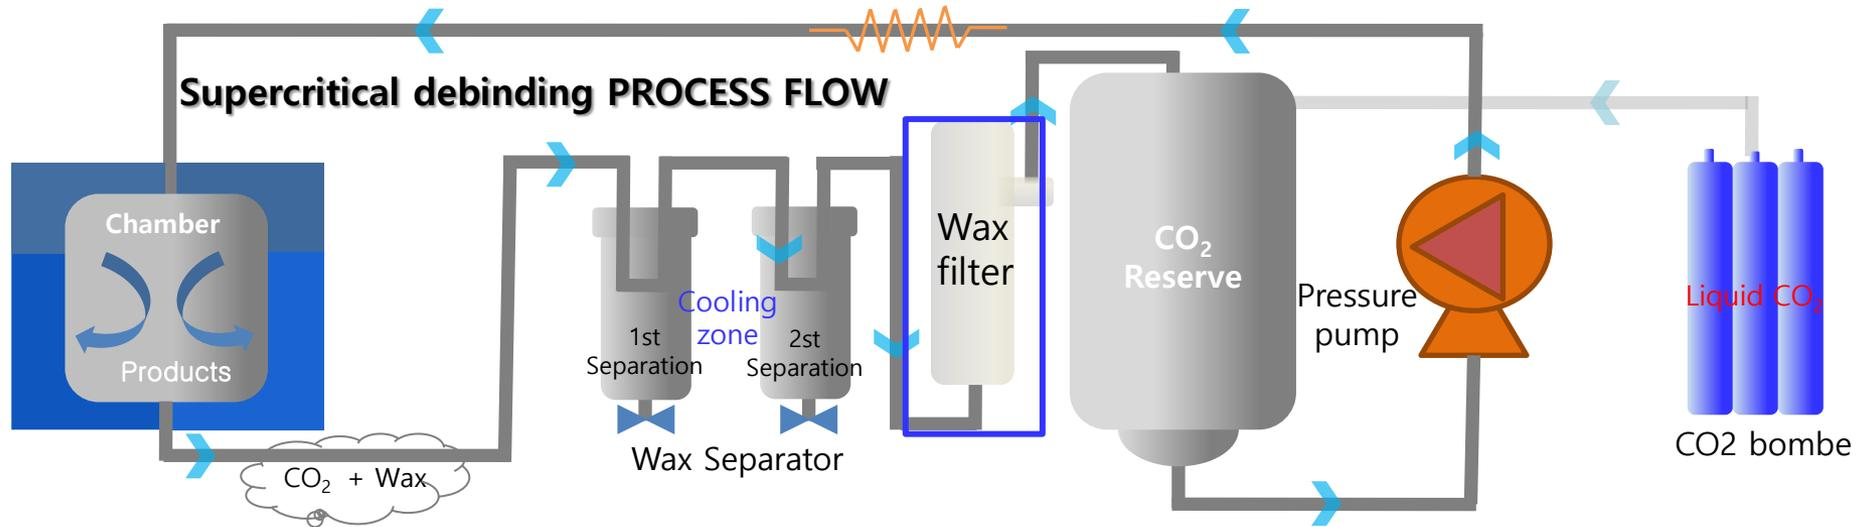 Supercritical debinding PROCESS FLOW
Chamber
Products
CO₂ + Wax
1st
Separation
Cooling
zone
2st
Separation
Wax Separator
Wax
filter
CO₂
Reserve
Pressure
pump
Liquid CO₂
CO2 bombe